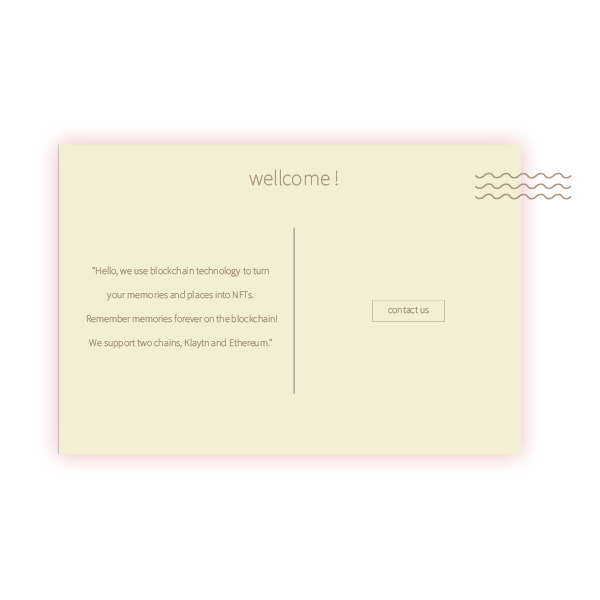 wellcome !
"Hello, we use blockchain technology to turn
your memories and places into NFTs.
Remember memories forever on the blockchain!
We support two chains, Klaytn and Ethereum."
contact us